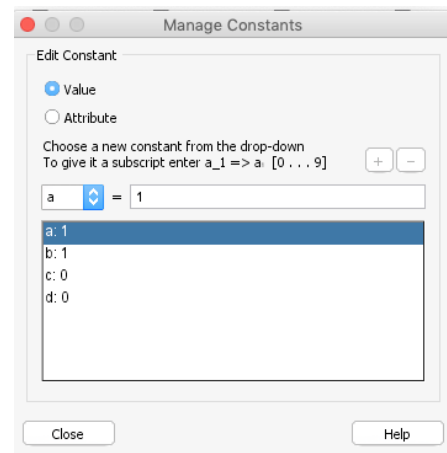 Manage Constants
Edit Constant
Value
Attribute
Choose a new constant from the drop-down
To give it a subscript enter a_1 => a₁ [0 . . . 9]
+ -
a = 1
a: 1
b: 1
c: 0
d: 0
Close Help